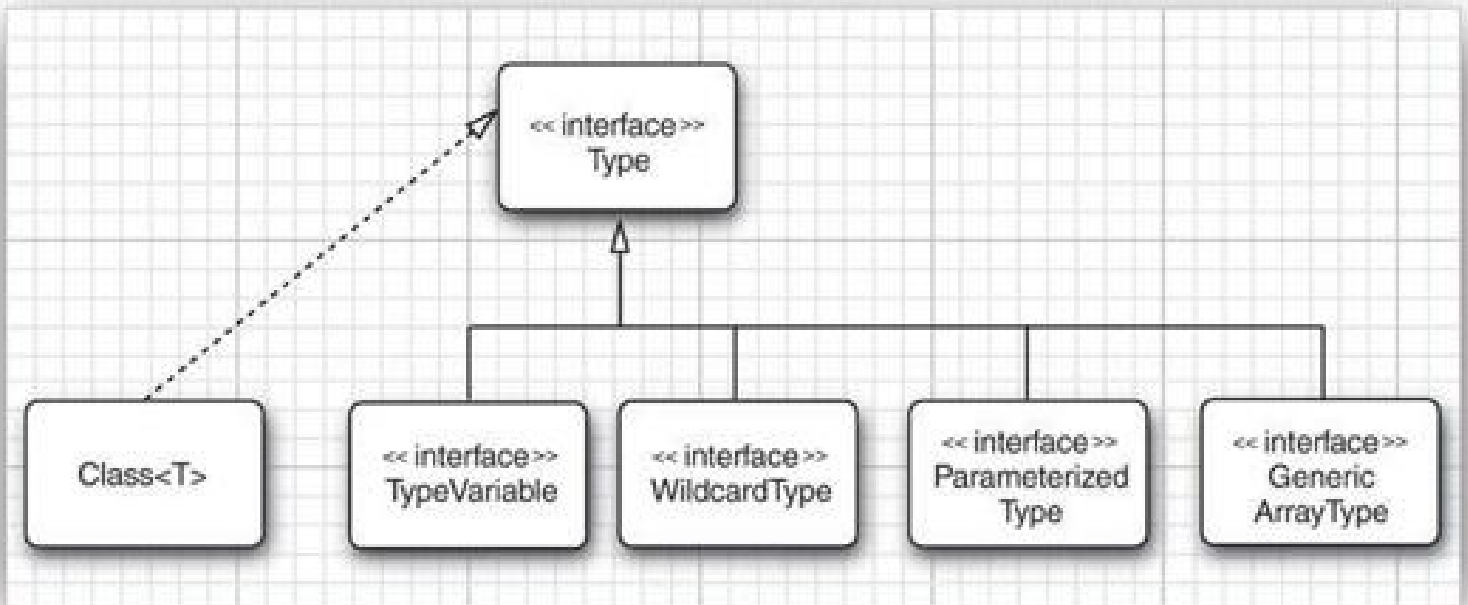 << interface >>
Type
Class<T>
<< interface >>
TypeVariable
<< interface >>
WildcardType
<< interface >>
Parameterized
Type
<< interface >>
Generic
ArrayType